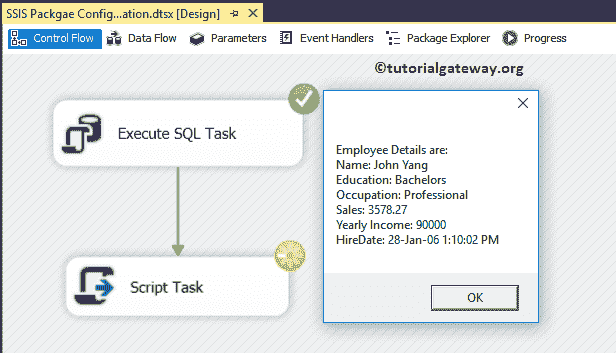 SSIS Packgae Config...ation.dtsx [Design]
Control Flow Data Flow Parameters Event Handlers Package Explorer Progress
©tutorialgateway.org
Execute SQL Task
Employee Details are:
Name: John Yang
Education: Bachelors
Occupation: Professional
Sales: 3578.27
Yearly Income: 90000
HireDate: 28-Jan-06 1:10:02 PM
Script Task
OK